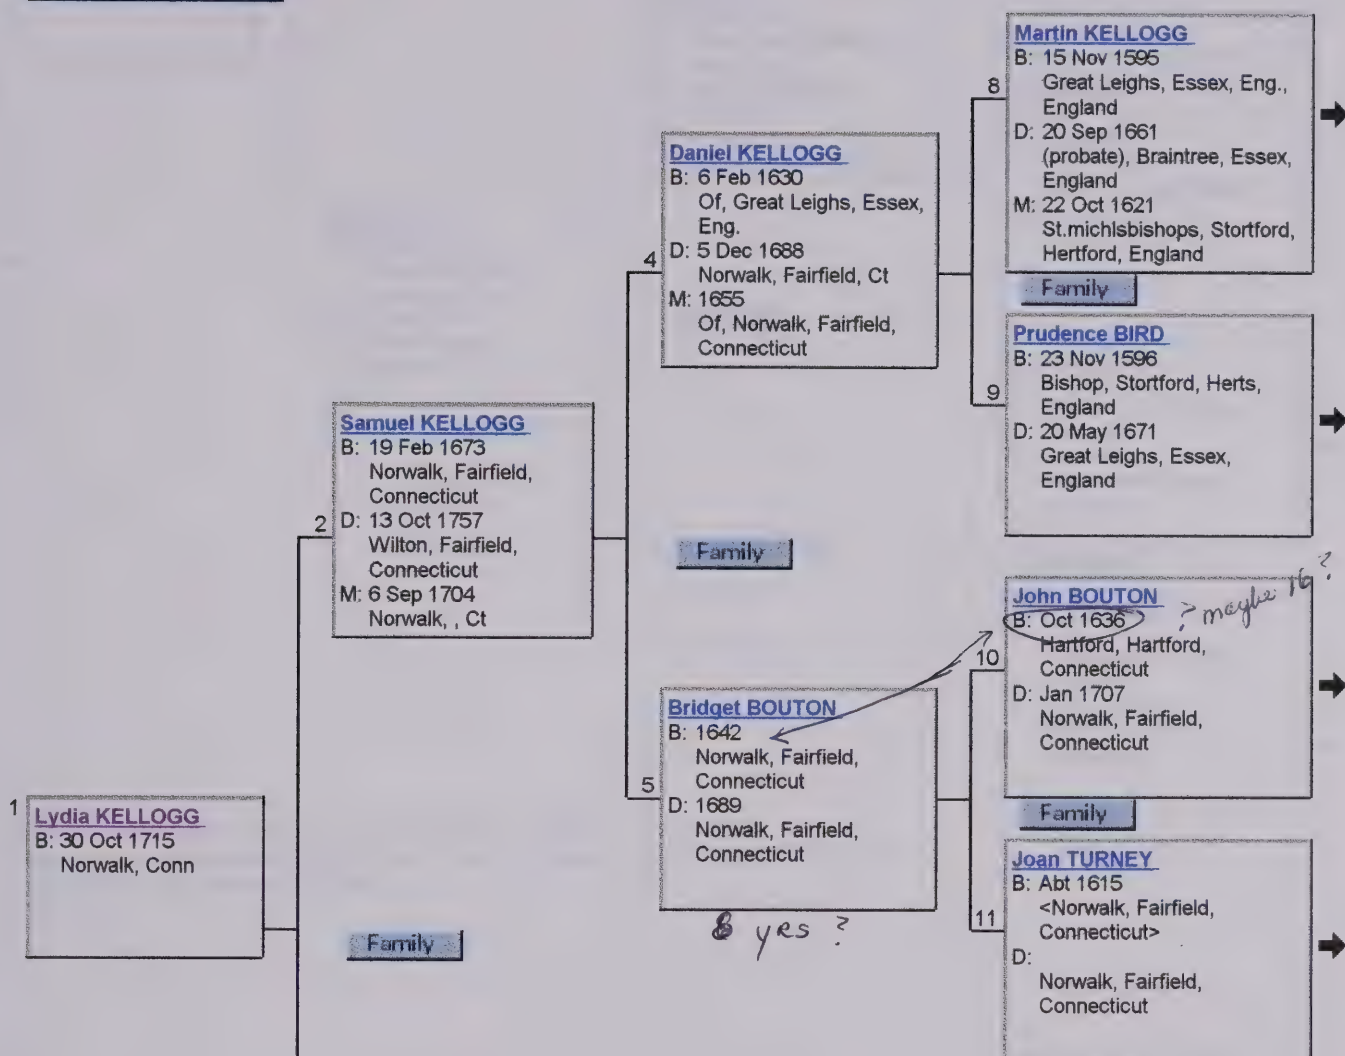 1
Lydia KELLOGG
B: 30 Oct 1715
Norwalk, Conn
Family
2
Samuel KELLOGG
B: 19 Feb 1673
Norwalk, Fairfield,
Connecticut
D: 13 Oct 1757
Wilton, Fairfield,
Connecticut
M: 6 Sep 1704
Norwalk, , Ct
4
Daniel KELLOGG
B: 6 Feb 1630
Of, Great Leighs, Essex,
Eng.
D: 5 Dec 1688
Norwalk, Fairfield, Ct
M: 1655
Of, Norwalk, Fairfield,
Connecticut
Family
5
Bridget BOUTON
B: 1642
Norwalk, Fairfield,
Connecticut
D: 1689
Norwalk, Fairfield,
Connecticut
yes ?
8
Martin KELLOGG
B: 15 Nov 1595
Great Leighs, Essex, Eng.,
England
D: 20 Sep 1661
(probate), Braintree, Essex,
England
M: 22 Oct 1621
St.michlsbishops, Stortford,
Hertford, England
Family
9
Prudence BIRD
B: 23 Nov 1596
Bishop, Stortford, Herts,
England
D: 20 May 1671
Great Leighs, Essex,
England
10
John BOUTON
B: Oct 1636
? maybe 16?
Hartford, Hartford,
Connecticut
D: Jan 1707
Norwalk, Fairfield,
Connecticut
Family
11
Joan TURNEY
B: Abt 1615
<Norwalk, Fairfield,
Connecticut>
D:
Norwalk, Fairfield,
Connecticut